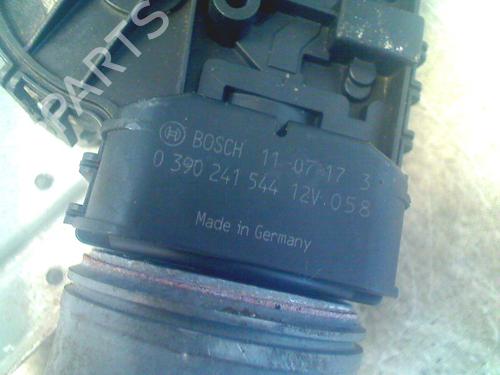 PARTS
BOSCH 11-07-17 3
0 390 241 544 12V 058
Made in Germany